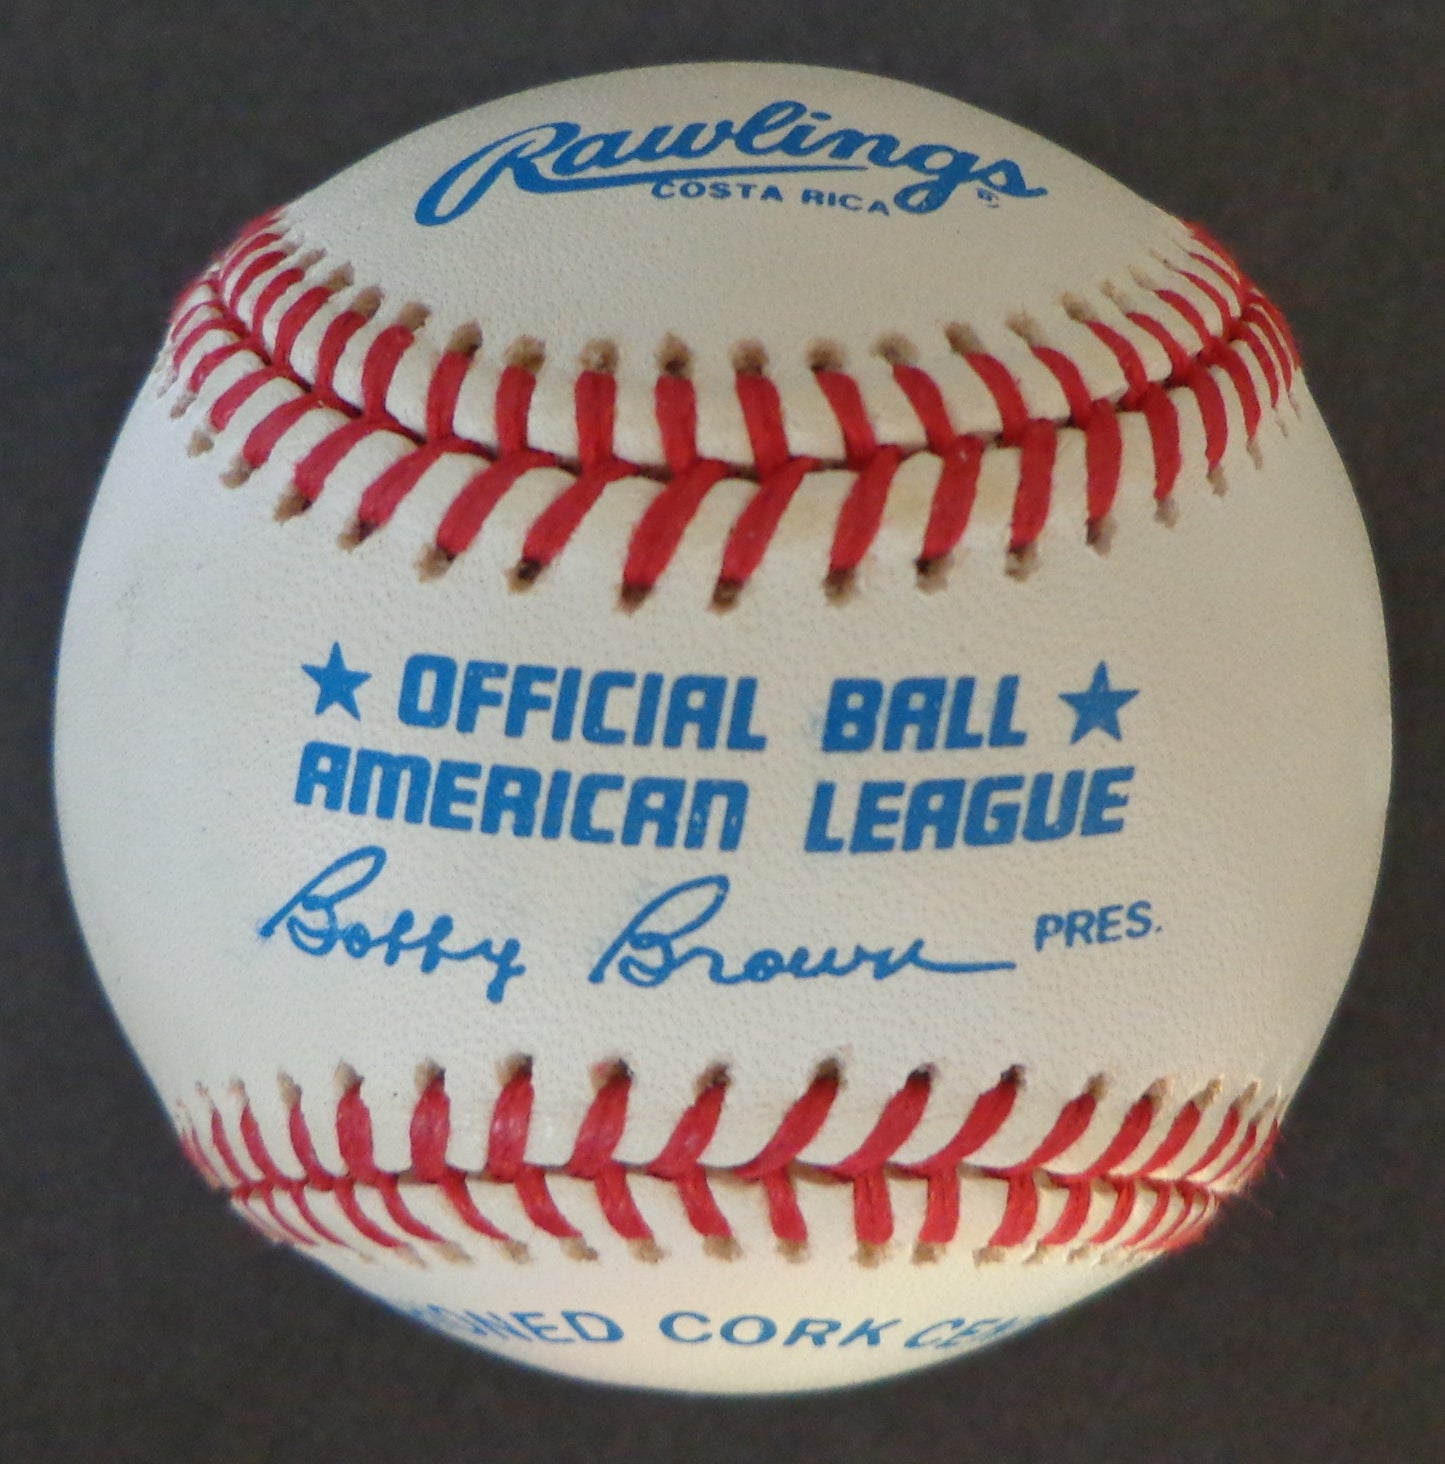 Rawlings
COSTA RICA
★ OFFICIAL BALL ★
AMERICAN LEAGUE
Bobby Brown PRES.
CORK